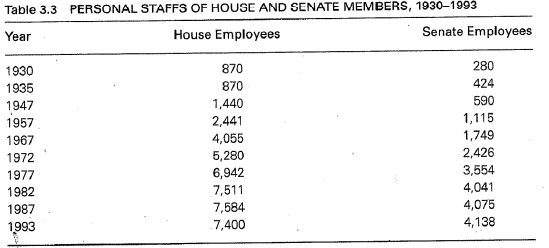 Table 3.3 PERSONAL STAFFS OF HOUSE AND SENATE MEMBERS, 1930–1993
Year House Employees Senate Employees
1930 870 280
1935 870 424
1947 1,440 590
1957 2,441 1,115
1967 4,055 1,749
1972 5,280 2,426
1977 6,942 3,554
1982 7,511 4,041
1987 7,584 4,075
1993 7,400 4,138